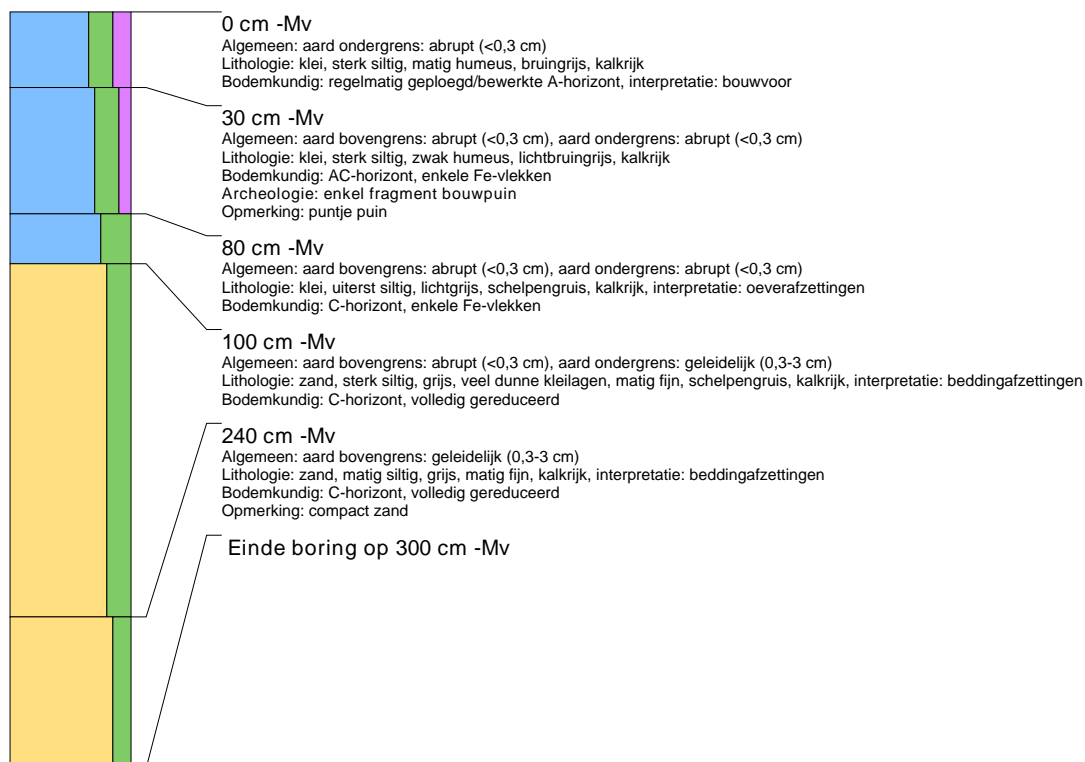 0 cm -Mv
Algemeen: aard ondergrens: abrupt (<0,3 cm)
Lithologie: klei, sterk siltig, matig humeus, bruingrijs, kalkrijk
Bodemkundig: regelmatig geploegd/bewerkte A-horizont, interpretatie: bouwvoor
30 cm -Mv
Algemeen: aard bovengrens: abrupt (<0,3 cm), aard ondergrens: abrupt (<0,3 cm)
Lithologie: klei, sterk siltig, zwak humeus, lichtbruingrijs, kalkrijk
Bodemkundig: AC-horizont, enkele Fe-vlekken
Archeologie: enkel fragment bouwpuin
Opmerking: puntje puin
80 cm -Mv
Algemeen: aard bovengrens: abrupt (<0,3 cm), aard ondergrens: abrupt (<0,3 cm)
Lithologie: klei, uiterst siltig, lichtgrijs, schelpengruis, kalkrijk, interpretatie: oeverafzettingen
Bodemkundig: C-horizont, enkele Fe-vlekken
100 cm -Mv
Algemeen: aard bovengrens: abrupt (<0,3 cm), aard ondergrens: geleidelijk (0,3-3 cm)
Lithologie: zand, sterk siltig, grijs, veel dunne kleilagen, matig fijn, schelpengruis, kalkrijk, interpretatie: beddingafzettingen
Bodemkundig: C-horizont, volledig gereduceerd
240 cm -Mv
Algemeen: aard bovengrens: geleidelijk (0,3-3 cm)
Lithologie: zand, matig siltig, grijs, matig fijn, kalkrijk, interpretatie: beddingafzettingen
Bodemkundig: C-horizont, volledig gereduceerd
Opmerking: compact zand
Einde boring op 300 cm -Mv